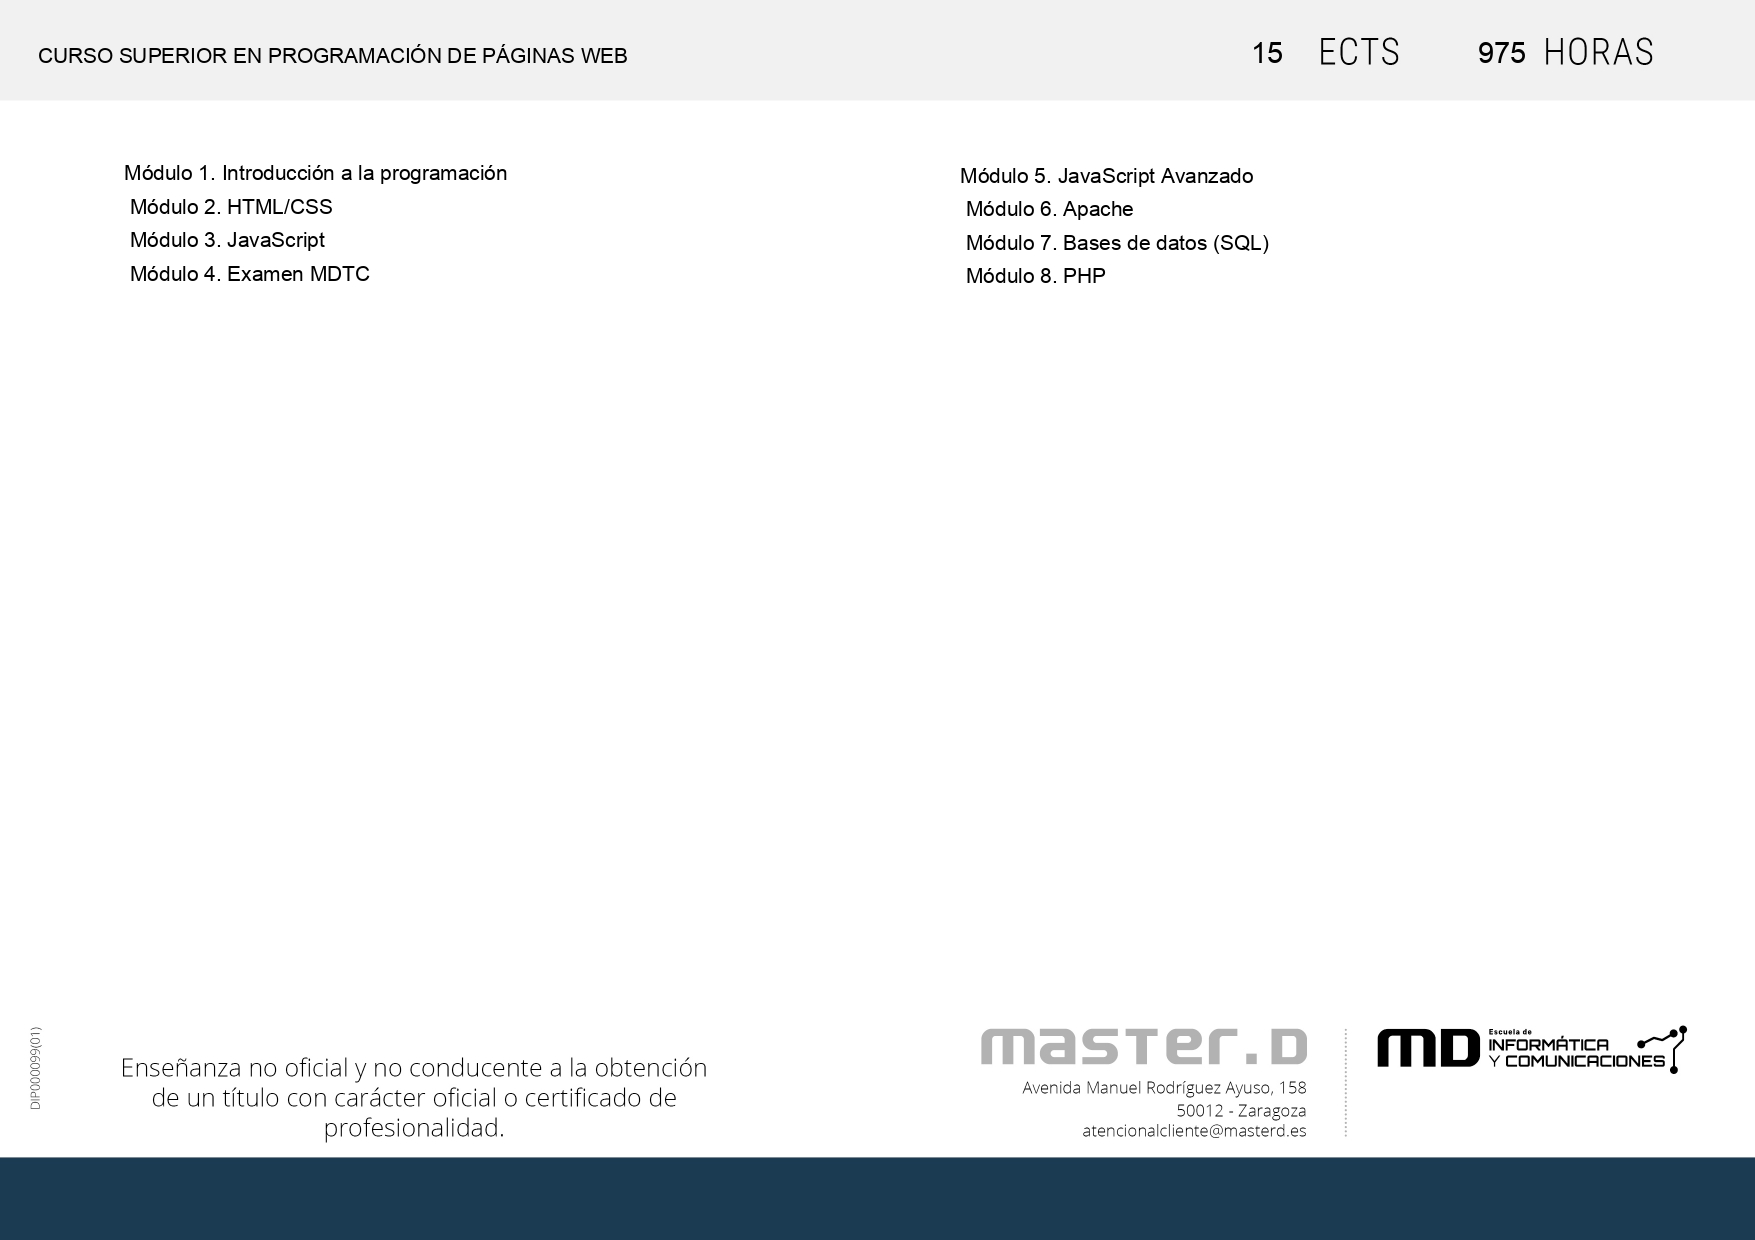 CURSO SUPERIOR EN PROGRAMACIÓN DE PÁGINAS WEB
15 ECTS 975 HORAS
Módulo 1. Introducción a la programación
Módulo 2. HTML/CSS
Módulo 3. JavaScript
Módulo 4. Examen MDTC
Módulo 5. JavaScript Avanzado
Módulo 6. Apache
Módulo 7. Bases de datos (SQL)
Módulo 8. PHP
DIP000099(01)
Enseñanza no oficial y no conducente a la obtención
de un título con carácter oficial o certificado de
profesionalidad.
master.D
Avenida Manuel Rodríguez Ayuso, 158
50012 - Zaragoza
atencionalcliente@masterd.es
MD
Escuela de
INFORMÁTICA
Y COMUNICACIONES